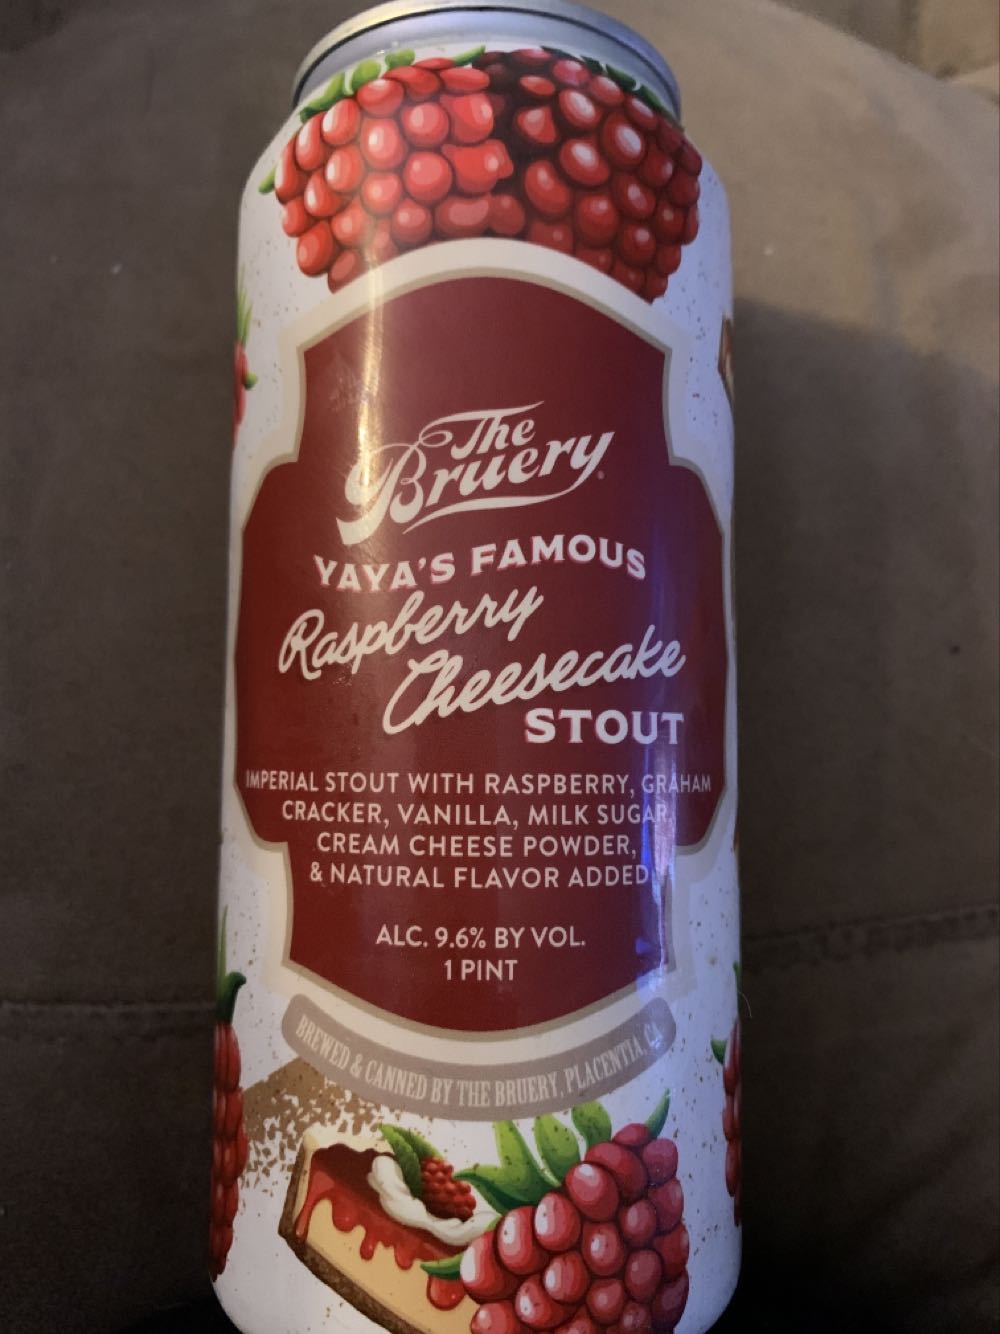 The
Bruery®
YAYA'S FAMOUS
Raspberry
Cheesecake
STOUT
IMPERIAL STOUT WITH RASPBERRY, GRAHAM
CRACKER, VANILLA, MILK SUGAR,
CREAM CHEESE POWDER,
& NATURAL FLAVOR ADDED
ALC. 9.6% BY VOL.
1 PINT
BREWED & CANNED BY THE BRUERY, PLACENTIA, CA